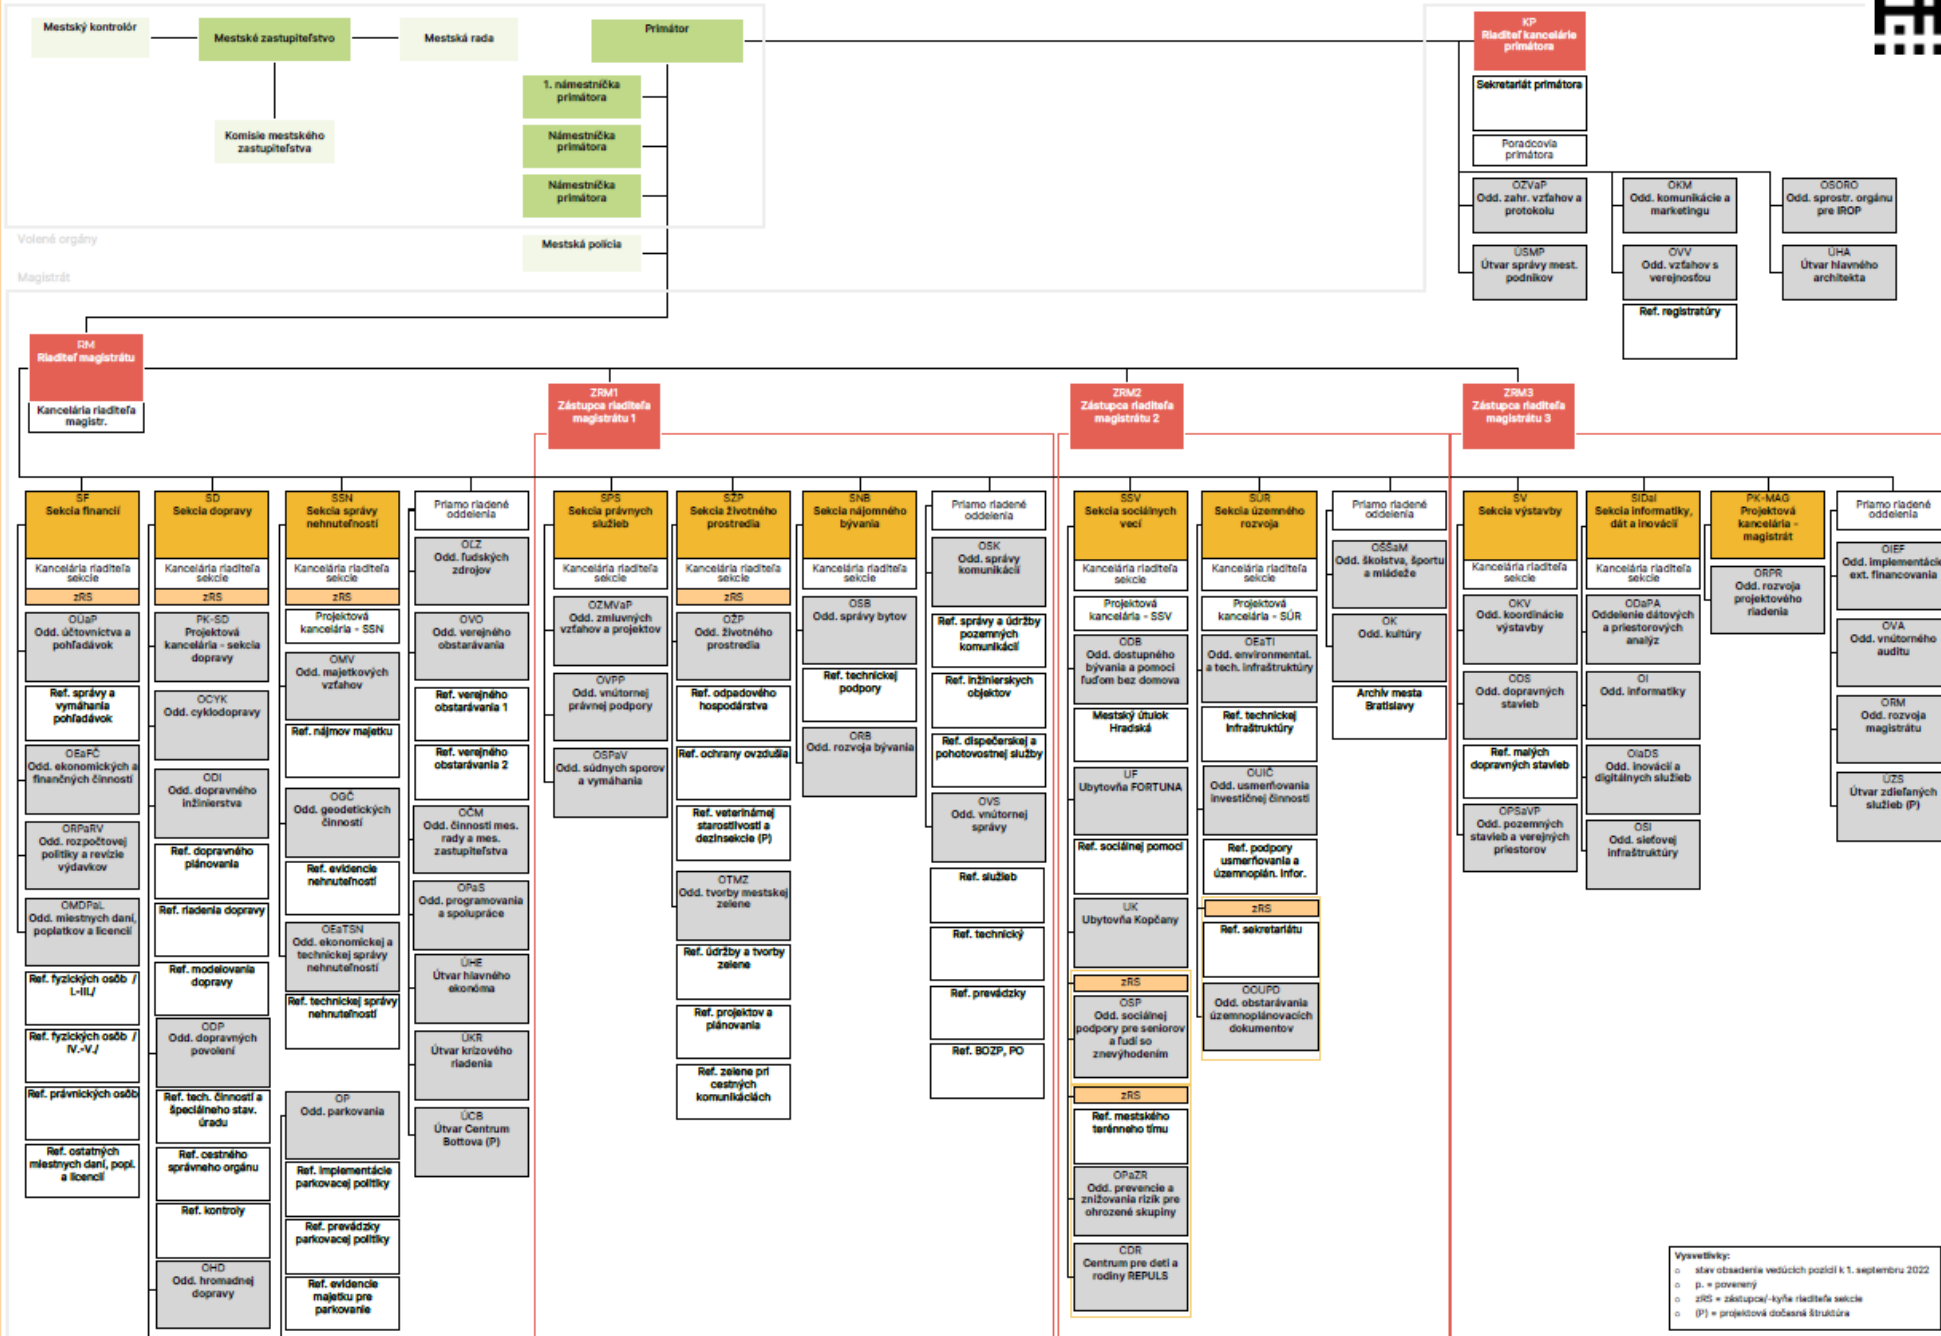 Mestský kontrolór
Mestské zastupiteľstvo
Mestská rada
Primátor
Komisie mestského
zastupiteľstva
1. námestníčka
primátora
Námestníčka
primátora
Námestníčka
primátora
Mestská polícia
Volené orgány
Magistrát
KP
Riaditeľ kancelárie
primátora
Sekretariát primátora
Poradcovia
primátora
OZVaP
Odd. zahr. vzťahov a
protokolu
OKM
Odd. komunikácie a
marketingu
OSORO
Odd. sprostr. orgánu
pre IROP
ÚSMP
Útvar správy mest.
podnikov
OVV
Odd. vzťahov s
verejnosťou
ÚHA
Útvar hlavného
architekta
Ref. registratúry
RM
Riaditeľ magistrátu
Kancelária riaditeľa
magistr.
ZRM1
Zástupca riaditeľa
magistrátu 1
ZRM2
Zástupca riaditeľa
magistrátu 2
ZRM3
Zástupca riaditeľa
magistrátu 3
SF
Sekcia financií
Kancelária riaditeľa
sekcie
zRS
OÚaP
Odd. účtovníctva a
pohľadávok
Ref. správy a
vymáhania
pohľadávok
OEaFČ
Odd. ekonomických a
finančných činností
ORPaRV
Odd. rozpočtovej
politiky a revízie
výdavkov
OMDPaL
Odd. miestnych daní,
poplatkov a licencií
Ref. fyzických osôb /
I.-III./
Ref. fyzických osôb /
IV.-V./
Ref. právnických osôb
Ref. ostatných
miestnych daní, popl.
a licencií
SD
Sekcia dopravy
Kancelária riaditeľa
sekcie
zRS
PK-SD
Projektová
kancelária - sekcia
dopravy
OCYK
Odd. cyklodopravy
ODI
Odd. dopravného
inžinierstva
Ref. dopravného
plánovania
Ref. riadenia dopravy
Ref. modelovania
dopravy
ODP
Odd. dopravných
povolení
Ref. tech. činností a
špeciálneho stav.
úradu
Ref. cestného
správneho orgánu
Ref. kontroly
OHD
Odd. hromadnej
dopravy
SSN
Sekcia správy
nehnuteľností
Kancelária riaditeľa
sekcie
Projektová
kancelária - SSN
OMV
Odd. majetkových
vzťahov
Ref. nájmov majetku
OGČ
Odd. geodetických
činností
Ref. evidencie
nehnuteľností
OEaTSN
Odd. ekonomickej a
technickej správy
nehnuteľností
Ref. technickej správy
nehnuteľností
OP
Odd. parkovania
Ref. implementácie
parkovacej politiky
Ref. prevádzky
parkovacej politiky
Ref. evidencie
majetku pre
parkovanie
Priamo riadené
oddelenia
OĽZ
Odd. ľudských
zdrojov
OVO
Odd. verejného
obstarávania
Ref. verejného
obstarávania 1
Ref. verejného
obstarávania 2
OČM
Odd. činnosti mes.
rady a mes.
zastupiteľstva
OPaS
Odd. programovania
a spolupráce
ÚHE
Útvar hlavného
ekonóma
ÚKR
Útvar krízového
riadenia
ÚCB
Útvar Centrum
Bottova (P)
SPS
Sekcia právnych
služieb
Kancelária riaditeľa
sekcie
OZMVaP
Odd. zmluvných
vzťahov a projektov
OVPP
Odd. vnútornej
právnej podpory
OSPaV
Odd. súdnych sporov
a vymáhania
SŽP
Sekcia životného
prostredia
Kancelária riaditeľa
sekcie
zRS
OŽP
Odd. životného
prostredia
Ref. odpadového
hospodárstva
Ref. ochrany ovzdušia
Ref. veterinárnej
starostlivosti a
dezinsekcie (P)
OTMZ
Odd. tvorby mestskej
zelene
Ref. údržby a tvorby
zelene
Ref. projektov a
plánovania
Ref. zelene pri
cestných
komunikáciách
SNB
Sekcia nájomného
bývania
Kancelária riaditeľa
sekcie
OSB
Odd. správy bytov
Ref. technickej
podpory
ORB
Odd. rozvoja bývania
Priamo riadené
oddelenia
OSK
Odd. správy
komunikácií
Ref. správy a údržby
pozemných
komunikácií
Ref. inžinierskych
objektov
Ref. dispečerskej a
pohotovostnej služby
OVS
Odd. vnútornej
správy
Ref. služieb
Ref. technický
Ref. prevádzky
Ref. BOZP, PO
SSV
Sekcia sociálnych
vecí
Kancelária riaditeľa
sekcie
Projektová
kancelária - SSV
ODB
Odd. dostupného
bývania a pomoci
ľuďom bez domova
Mestský útulok
Hradská
UF
Ubytovňa FORTUNA
Ref. sociálnej pomoci
UK
Ubytovňa Kopčany
zRS
OSP
Odd. sociálnej
podpory pre seniorov
a ľudí so
znevýhodením
zRS
Ref. mestského
terénneho tímu
OPaZR
Odd. prevencie a
znižovania rizík pre
ohrozené skupiny
CDR
Centrum pre deti a
rodiny REPULS
SÚR
Sekcia územného
rozvoja
Kancelária riaditeľa
sekcie
Projektová
kancelária - SÚR
OEaTI
Odd. environmental.
a tech. infraštruktúry
Ref. technickej
infraštruktúry
OUIČ
Odd. usmerňovania
investičnej činnosti
Ref. podpory
usmerňovania a
územnoplán. infor.
zRS
Ref. sekretariátu
OOUPD
Odd. obstarávania
územnoplánovacích
dokumentov
Priamo riadené
oddelenia
OŠŠaM
Odd. školstva, športu
a mládeže
OK
Odd. kultúry
Archív mesta
Bratislavy
SV
Sekcia výstavby
Kancelária riaditeľa
sekcie
OKV
Odd. koordinácie
výstavby
ODS
Odd. dopravných
stavieb
Ref. malých
dopravných stavieb
OPSaVP
Odd. pozemných
stavieb a verejných
priestorov
SIDaI
Sekcia informatiky,
dát a inovácií
Kancelária riaditeľa
sekcie
ODaPA
Oddelenie dátových
a priestorových
analýz
OI
Odd. informatiky
OIaDS
Odd. inovácií a
digitálnych služieb
OSI
Odd. sieťovej
infraštruktúry
PK-MAG
Projektová
kancelária -
magistrát
ORPR
Odd. rozvoja
projektového
riadenia
Priamo riadené
oddelenia
OIEF
Odd. implementácie
ext. financovania
OVA
Odd. vnútorného
auditu
ORM
Odd. rozvoja
magistrátu
ÚZS
Útvar zdieľaných
služieb (P)
Vysvetlivky:
stav obsadenia vedúcich pozícií k 1. septembru 2022
p. = poverený
zRS = zástupca/-kyňa riaditeľa sekcie
(P) = projektová dočasná štruktúra